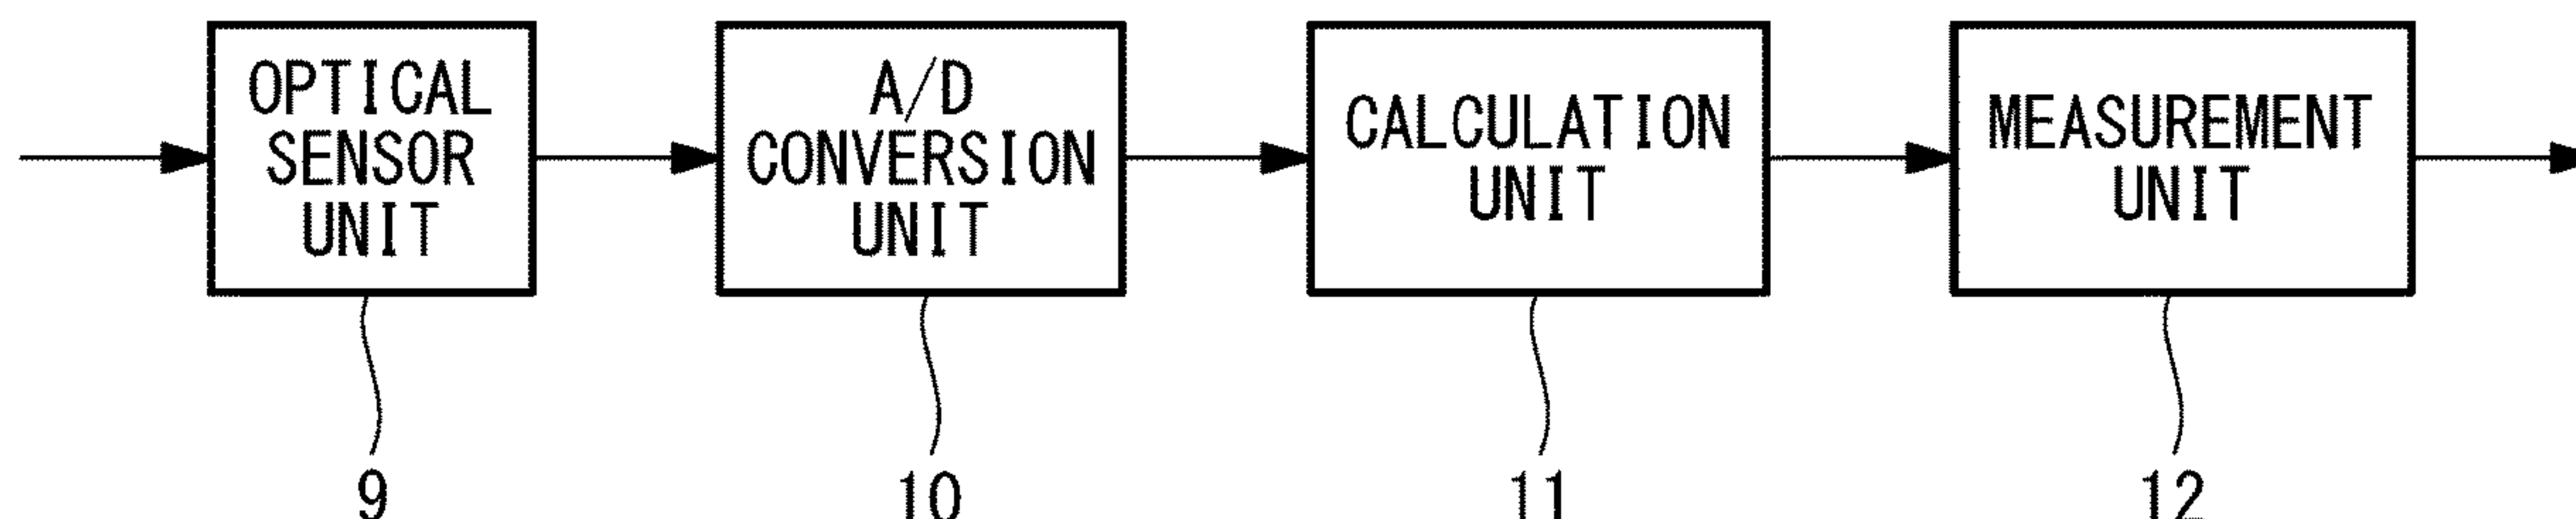 OPTICAL
SENSOR
UNIT
A/D
CONVERSION
UNIT
CALCULATION
UNIT
MEASUREMENT
UNIT
9
10
11
12